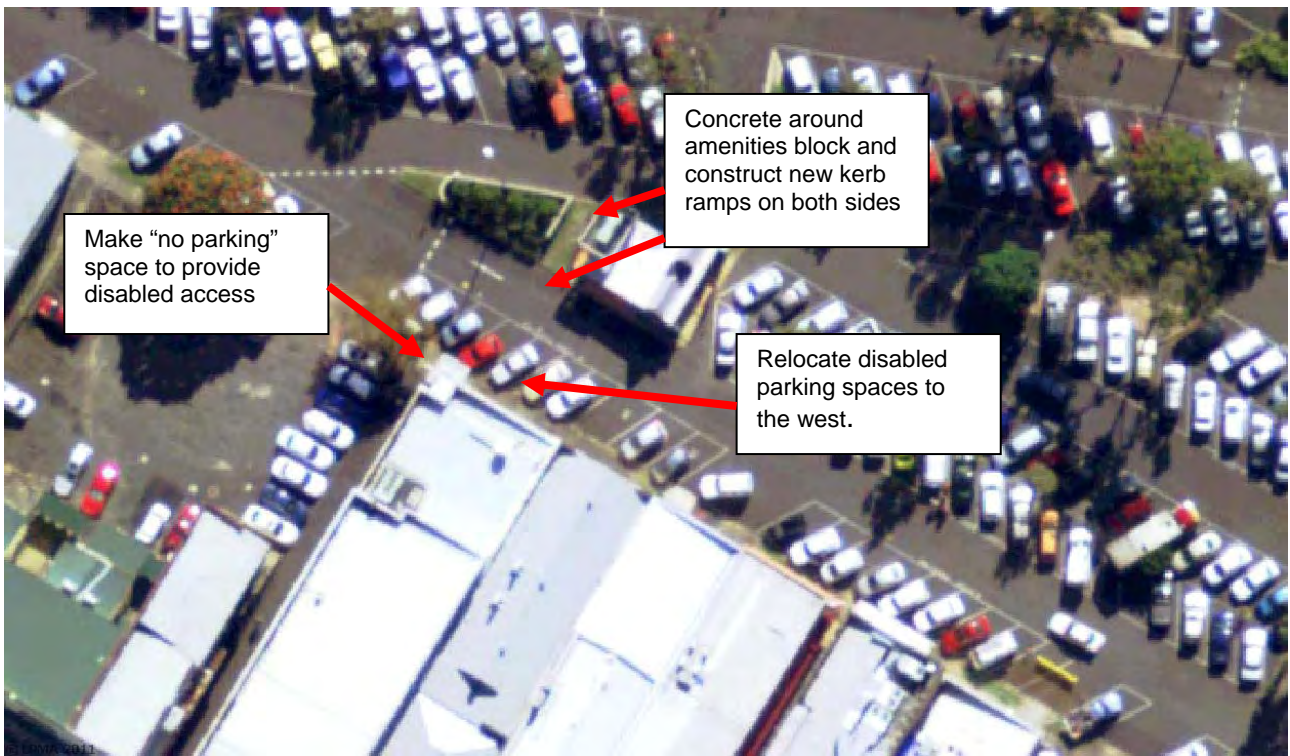 Concrete around
amenities block and
construct new kerb
ramps on both sides
Make “no parking”
space to provide
disabled access
Relocate disabled
parking spaces to
the west.